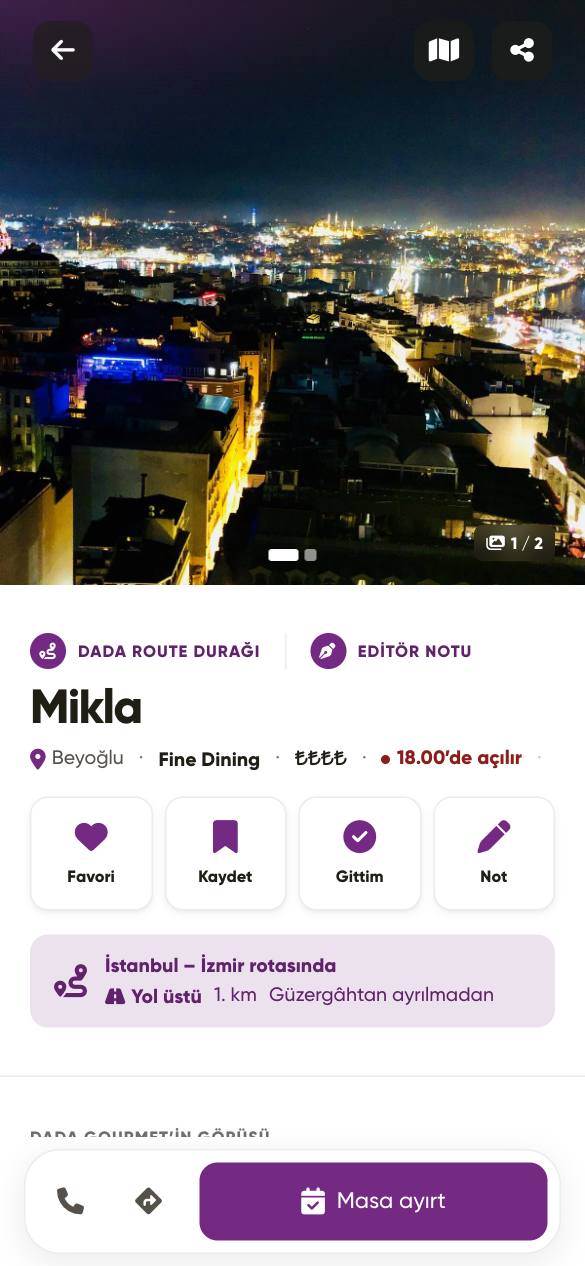 1 / 2
DADA ROUTE DURAĞI
EDİTÖR NOTU
Mikla
Beyoğlu · Fine Dining · ₺₺₺₺ · 18.00’de açılır ·
Favori
Kaydet
Gittim
Not
İstanbul – İzmir rotasında
Yol üstü 1. km Güzergâhtan ayrılmadan
DADA GOURMET’İN GÖRÜŞÜ
Masa ayırt